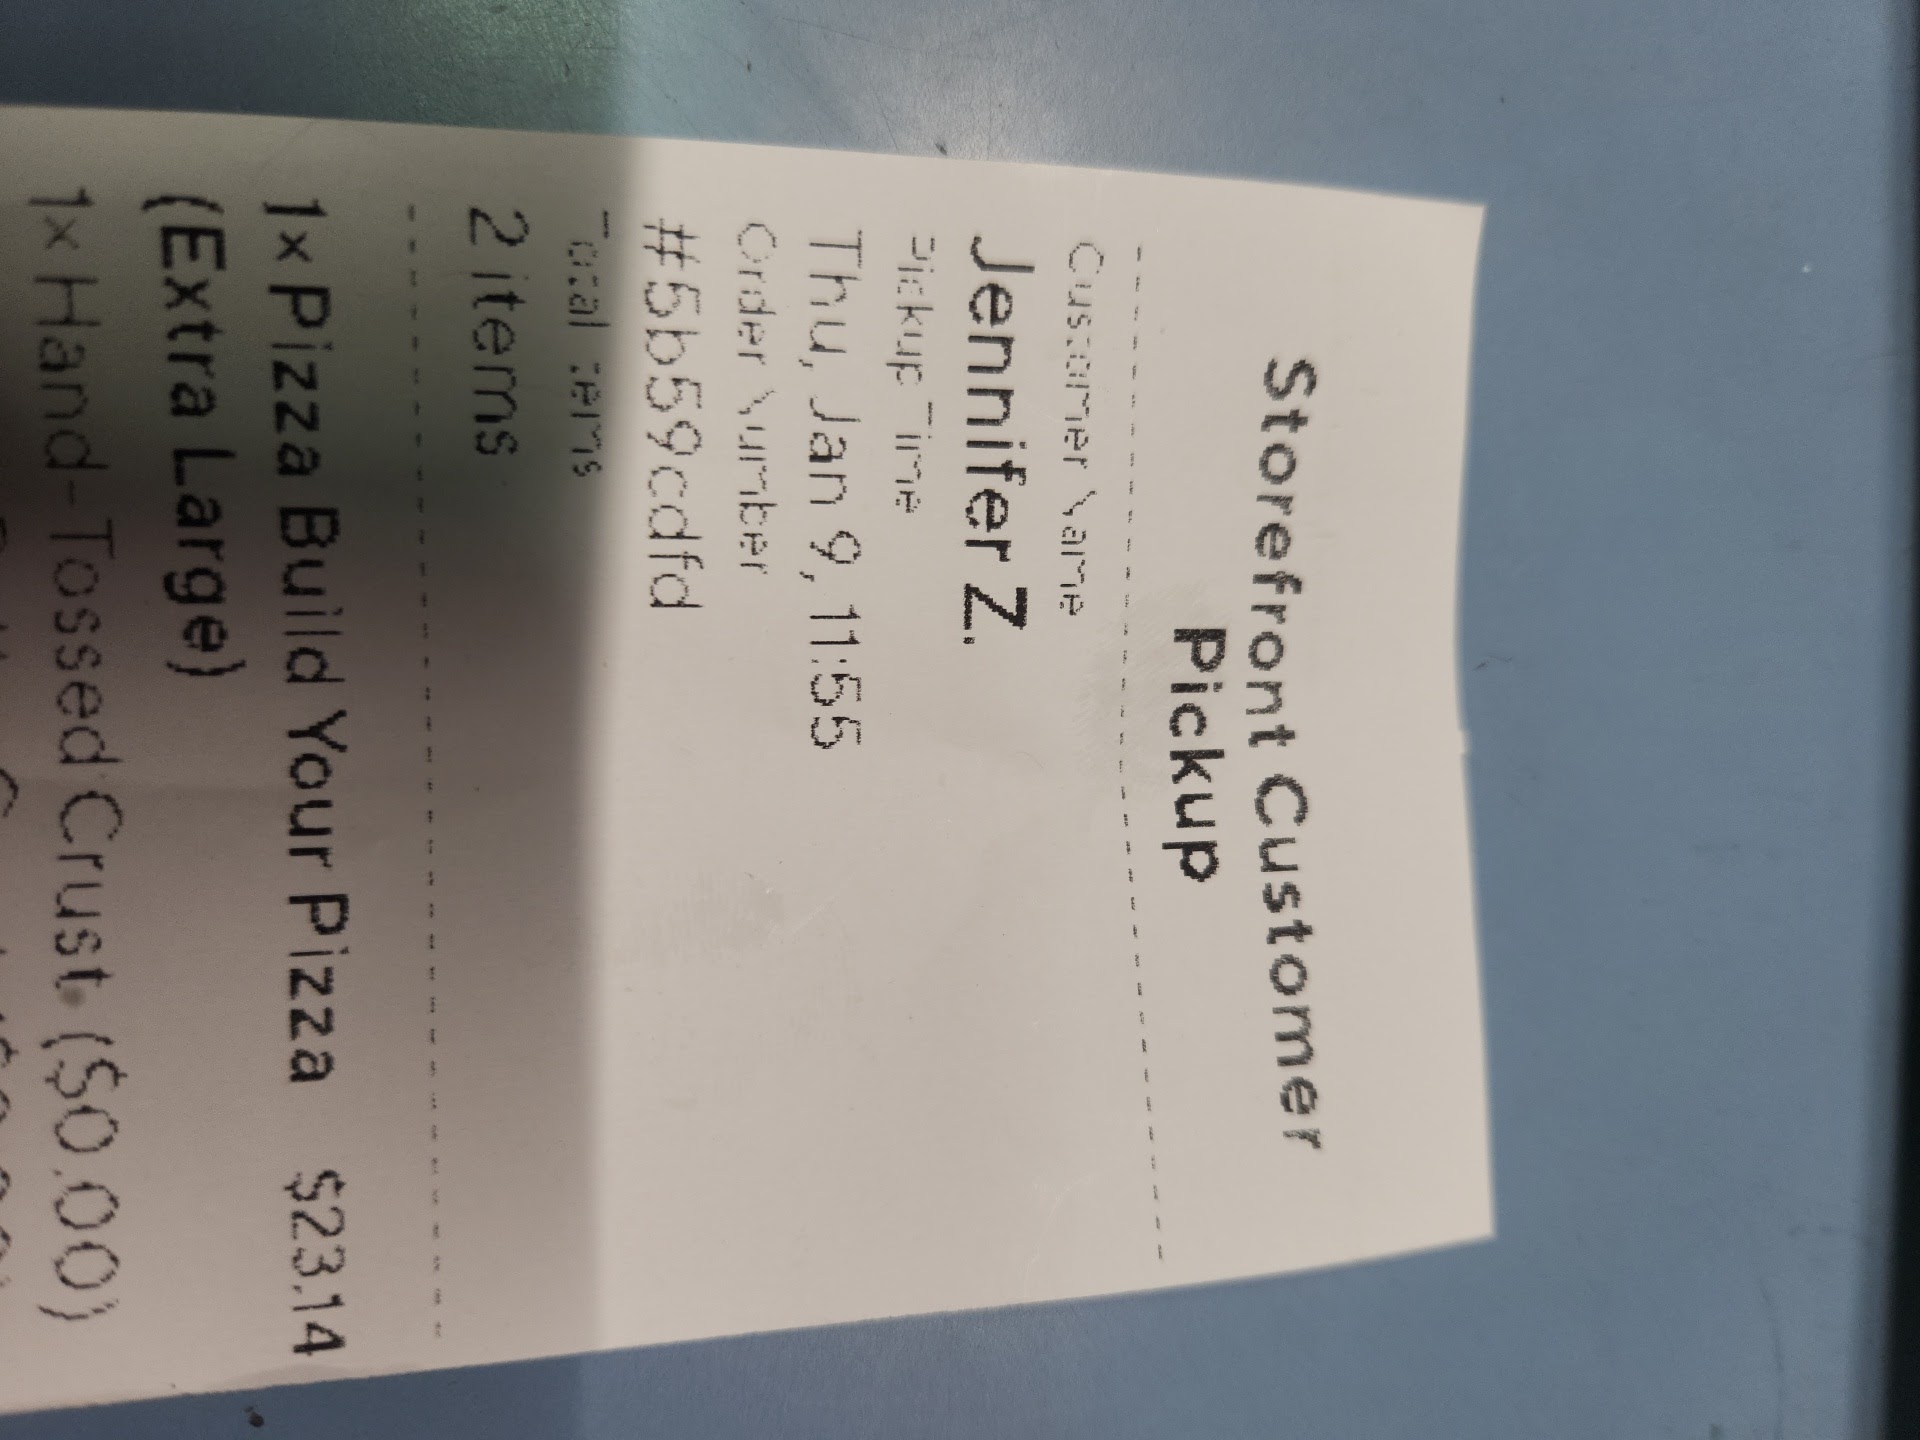 Storefront Customer
Pickup
Customer Name
Jennifer Z.
Pickup Time
Thu, Jan 9, 11:55
Order Number
#5b59cdfd
Total Items
2 items
1x Pizza Build Your Pizza $23.14
(Extra Large)
1x Hand-Tossed Crust ($0.00)